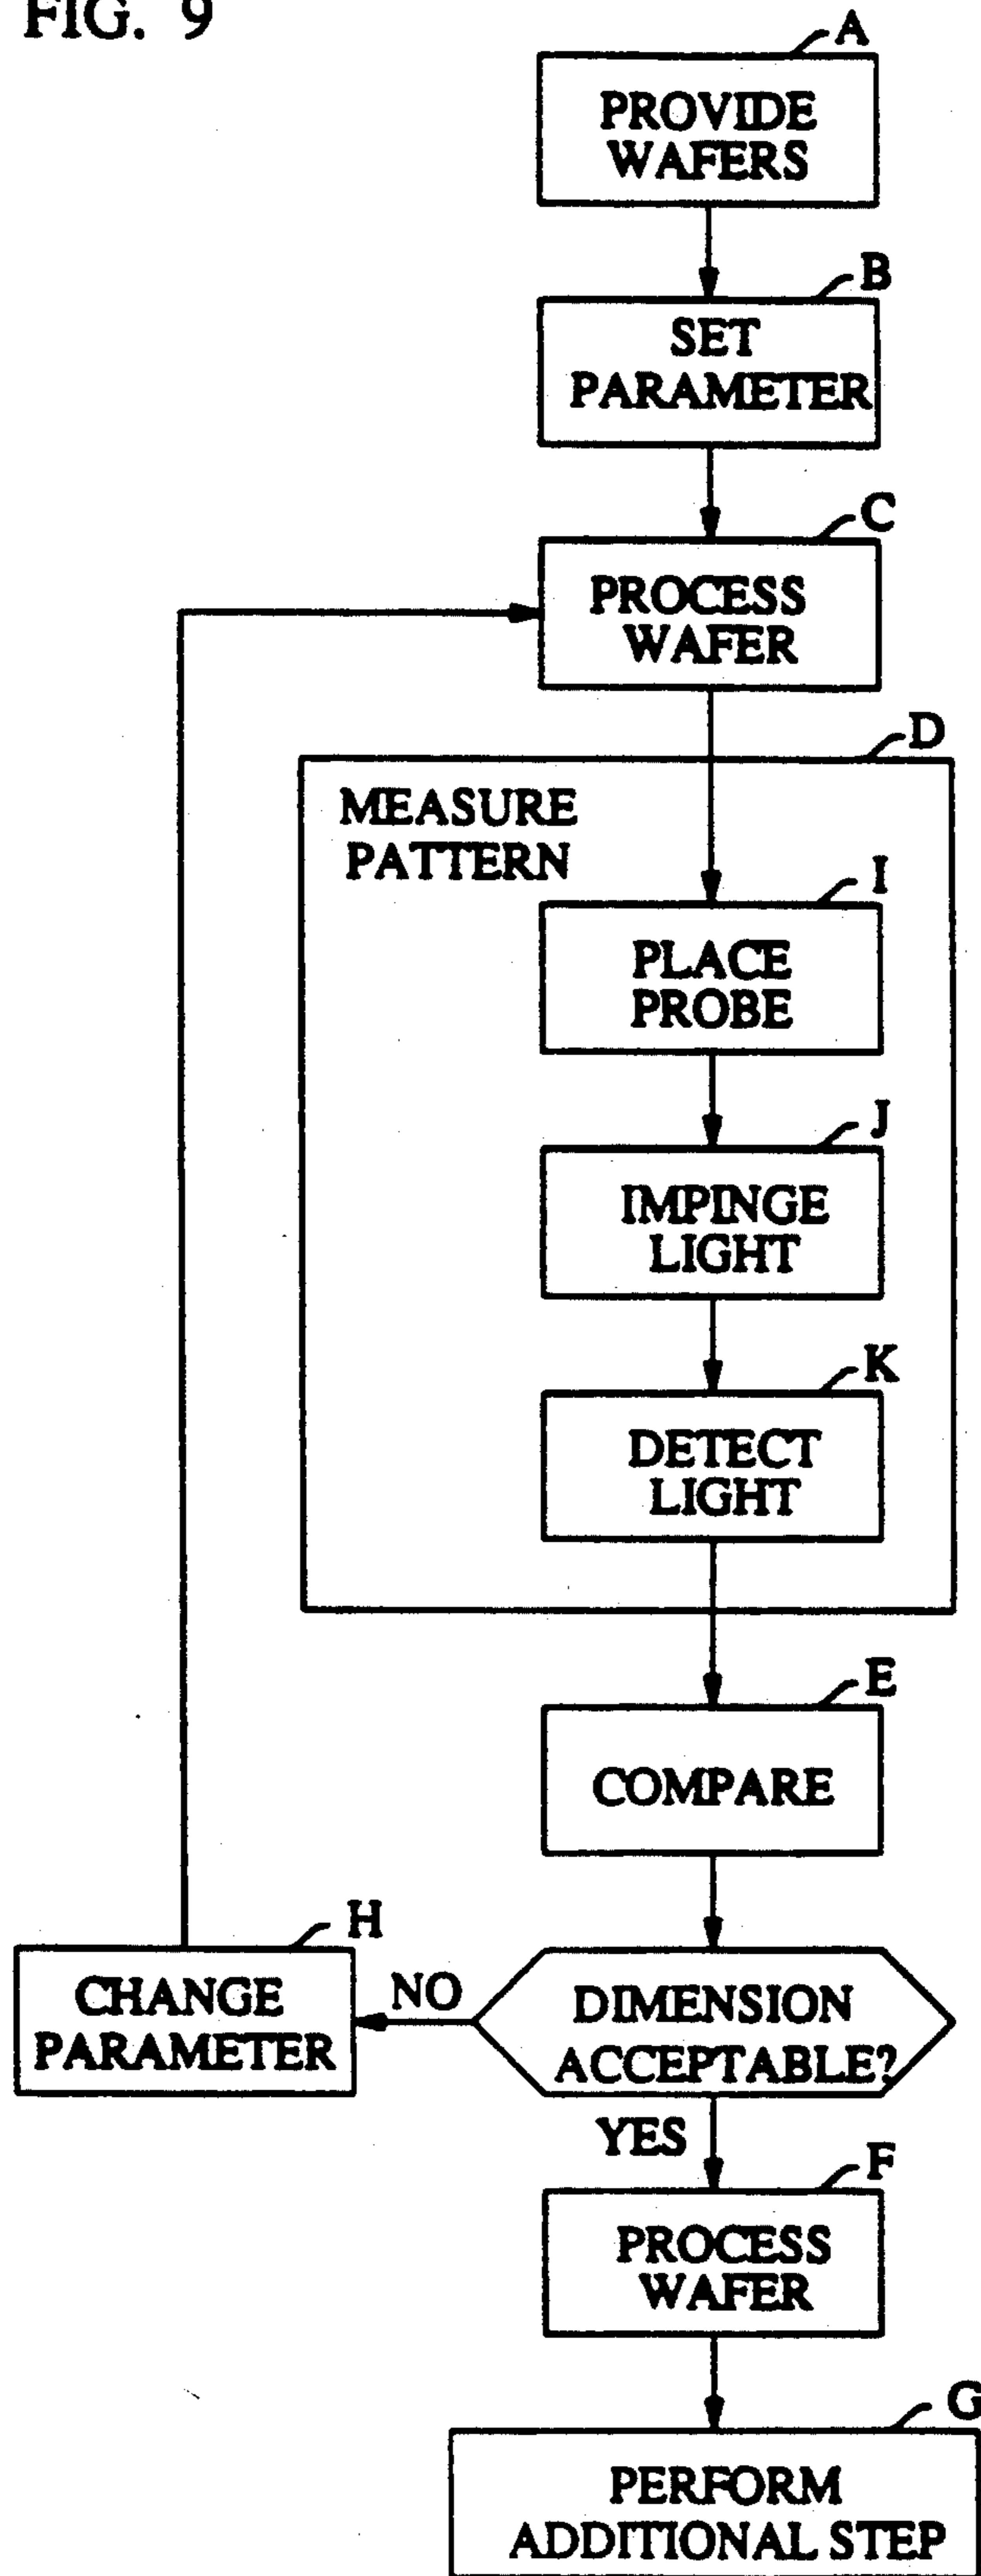 FIG. 9
A
PROVIDE
WAFERS
B
SET
PARAMETER
C
PROCESS
WAFER
D
MEASURE
PATTERN
I
PLACE
PROBE
J
IMPINGE
LIGHT
K
DETECT
LIGHT
E
COMPARE
H
CHANGE
PARAMETER
NO
DIMENSION
ACCEPTABLE?
YES
F
PROCESS
WAFER
G
PERFORM
ADDITIONAL STEP